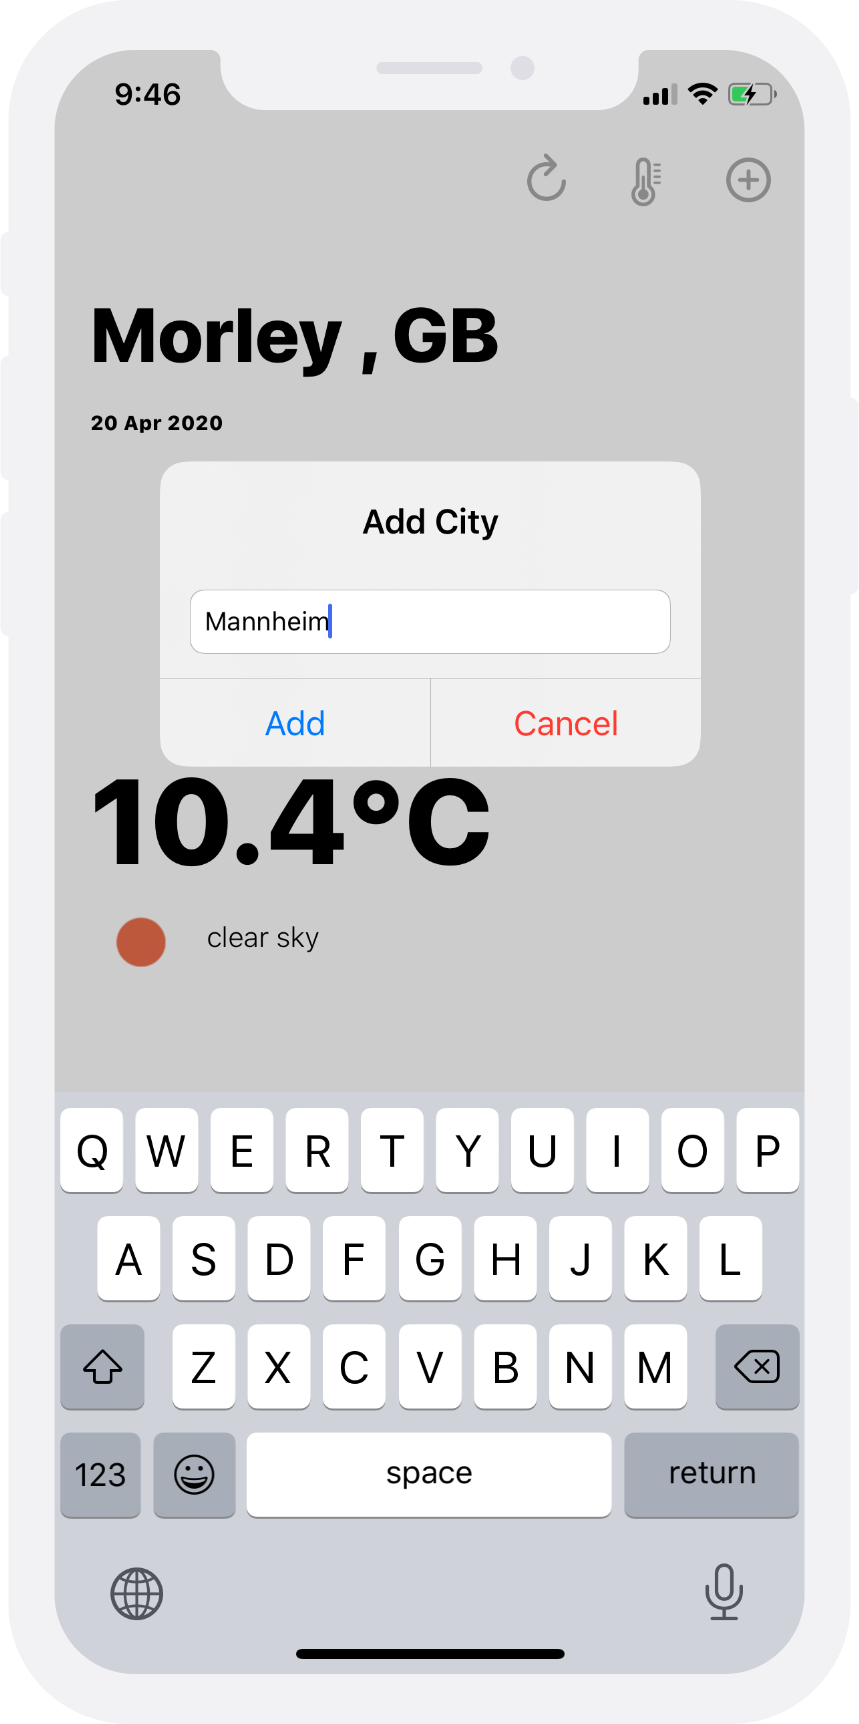 9:46
Morley , GB
20 Apr 2020
Add City
Mannheim
Add Cancel
10.4°C
clear sky
Q W E R T Y U I O P
A S D F G H J K L
Z X C V B N M
123 space return